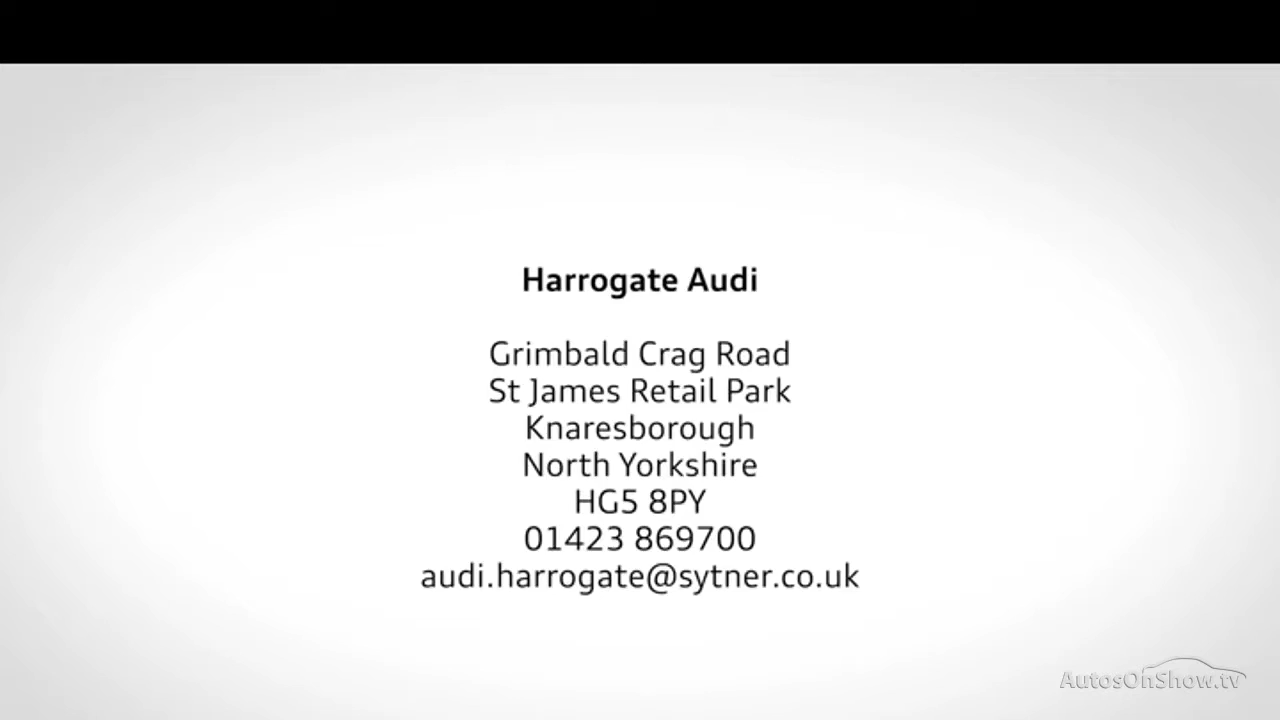 Harrogate Audi
Grimbald Crag Road
St James Retail Park
Knaresborough
North Yorkshire
HG5 8PY
01423 869700
audi.harrogate@sytner.co.uk
AutosOnShow.tv